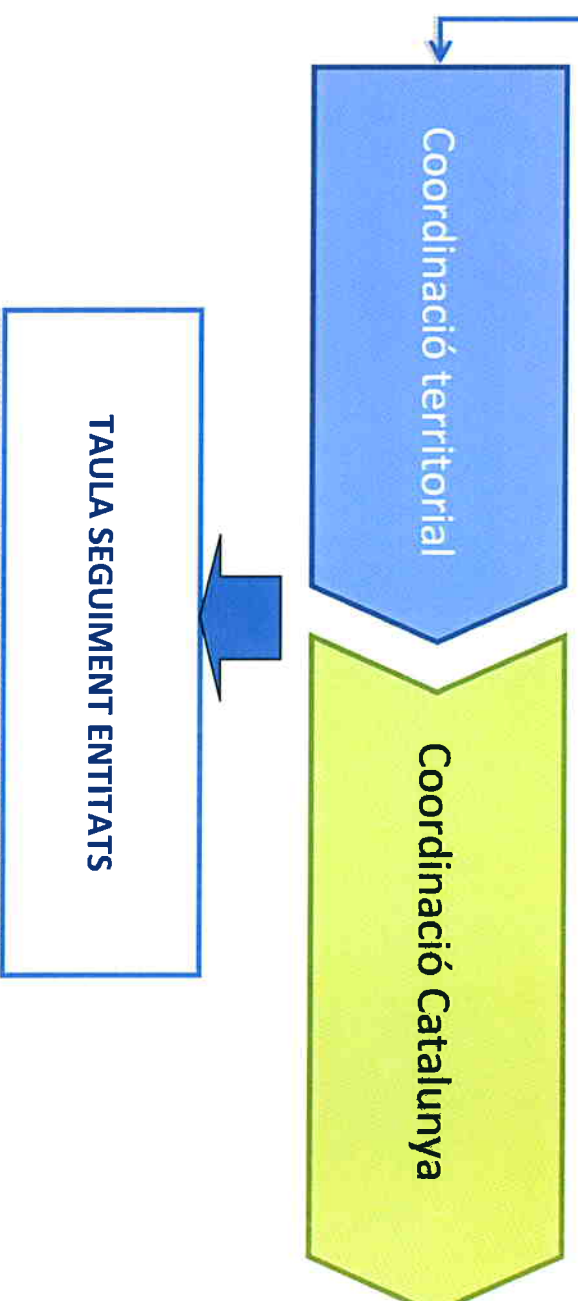 Coordinació territorial
Coordinació Catalunya
TAULA SEGUIMENT ENTITATS